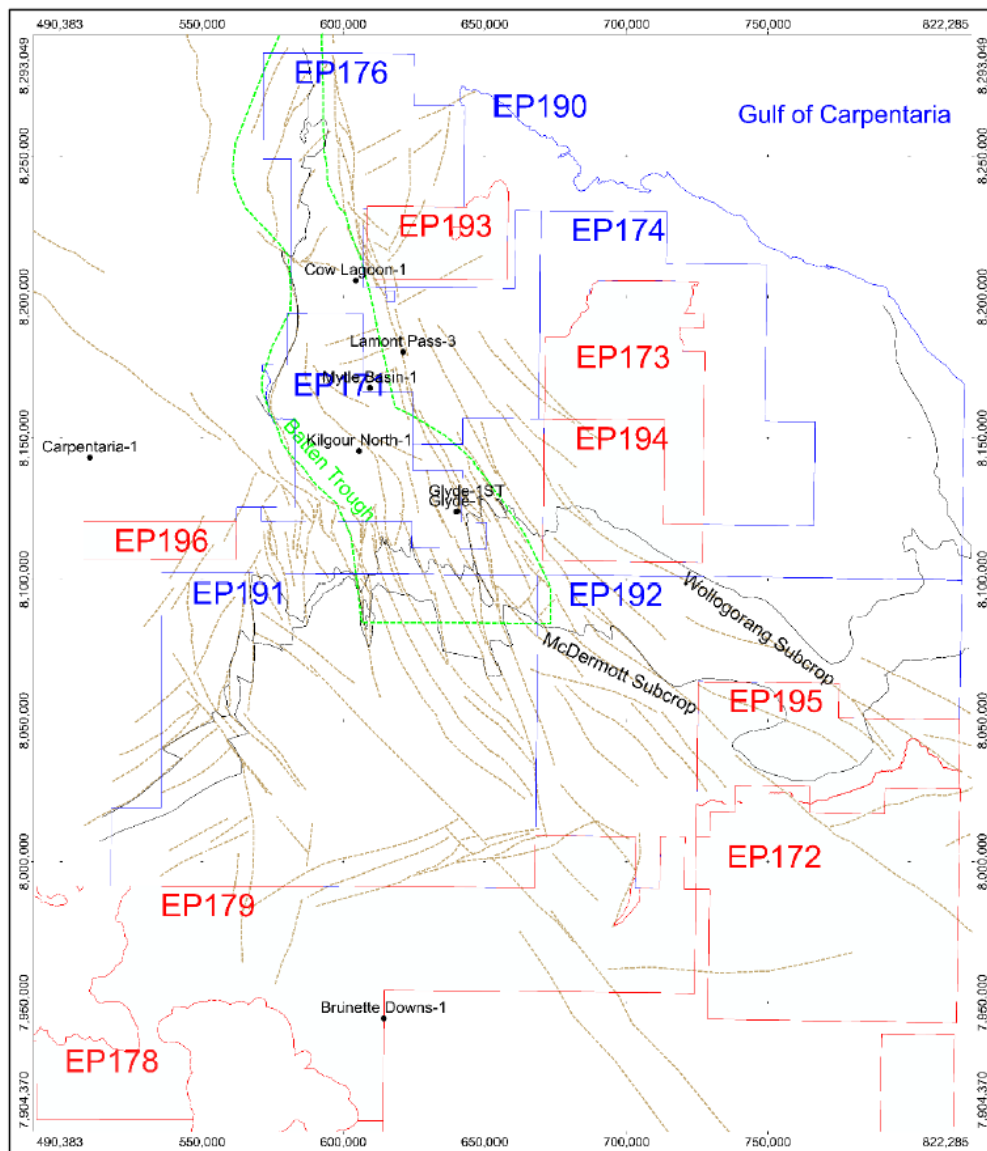 490,383 550,000 600,000 650,000 700,000 750,000 822,285
8,293,049
8,293,049
EP176
EP190
Gulf of Carpentaria
8,250,000
8,250,000
EP193
EP174
Cow Lagoon-1
8,200,000
8,200,000
Lamont Pass-3
EP173
Mytle Basin-1
EP171
8,150,000
8,150,000
Batten Trough
Kilgour North-1
EP194
Carpentaria-1
Glyde-1ST
Glyde-1
EP196
8,100,000
8,100,000
EP191
EP192
Wollogorang Subcrop
McDermott Subcrop
EP195
8,050,000
8,050,000
EP172
8,000,000
8,000,000
EP179
7,950,000
7,950,000
Brunette Downs-1
EP178
7,904,370
7,904,370
490,383 550,000 600,000 650,000 700,000 750,000 822,285